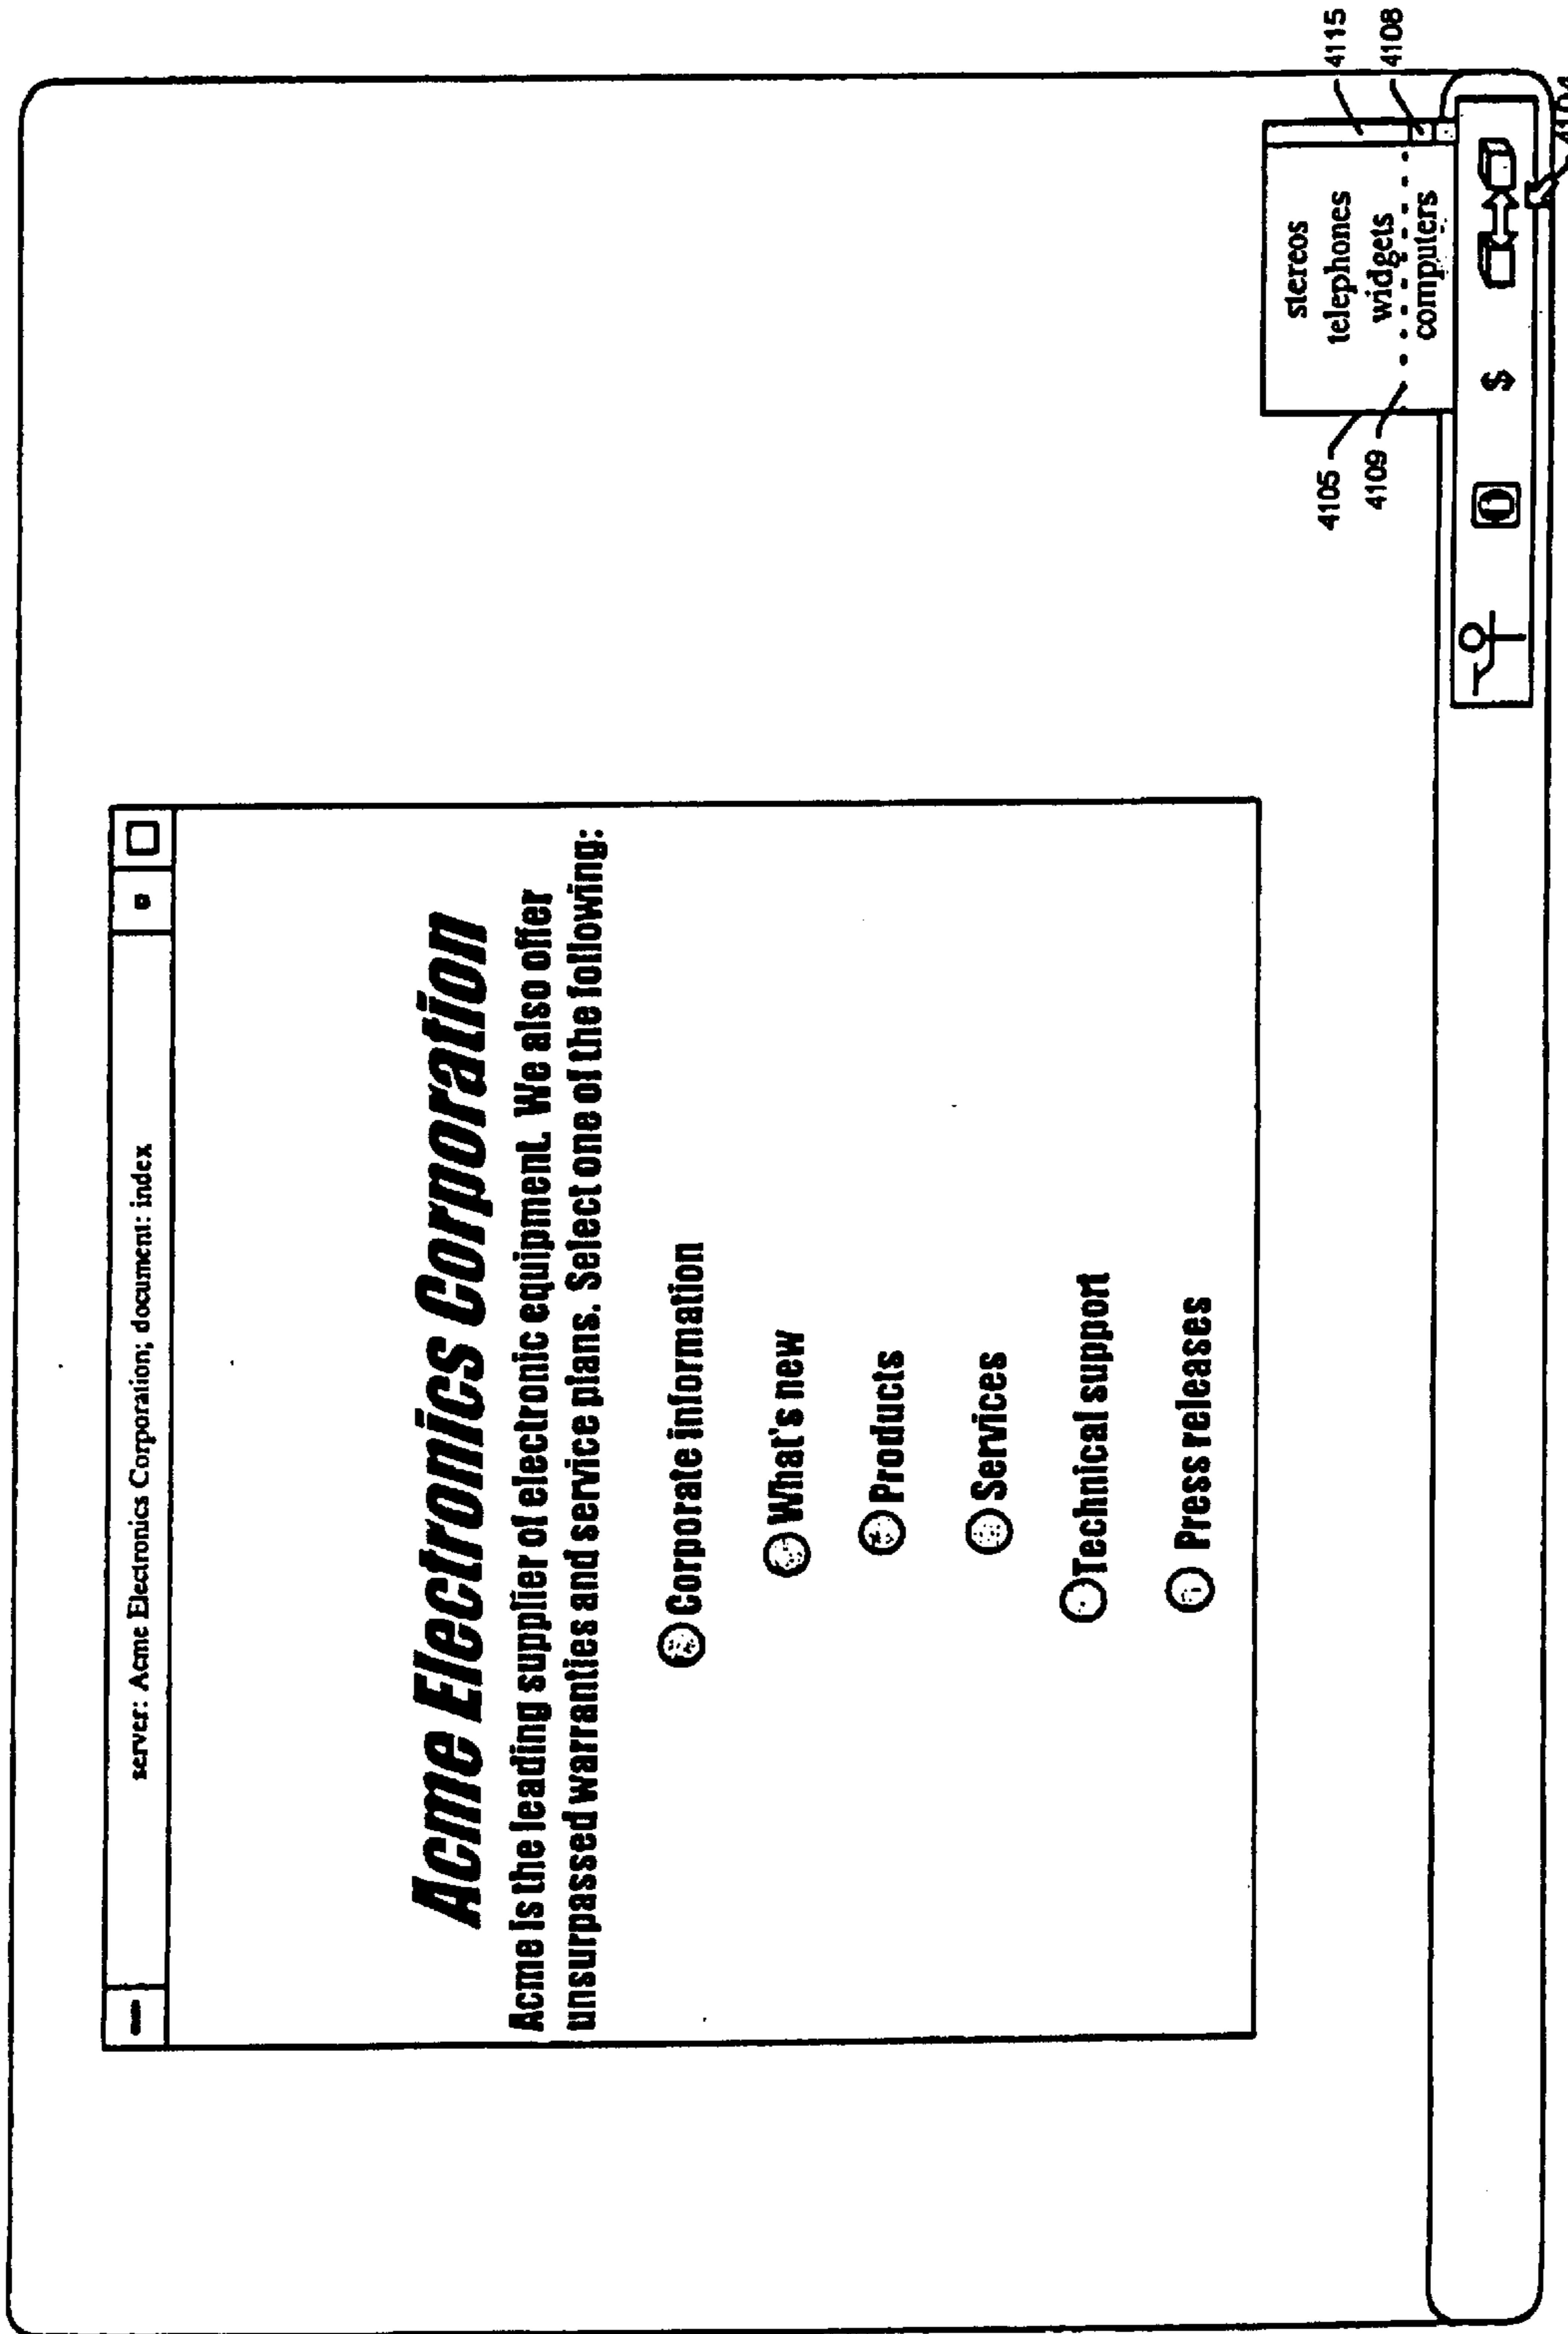 server: Acme Electronics Corporation; document: index
Acme Electronics Corporation
Acme is the leading supplier of electronic equipment. We also offer
unsurpassed warranties and service plans. Select one of the following:
Corporate information
What's new
Products
Services
Technical support
Press releases
stereos
telephones
widgets
computers
$
4105
4109
4115
4108
4104